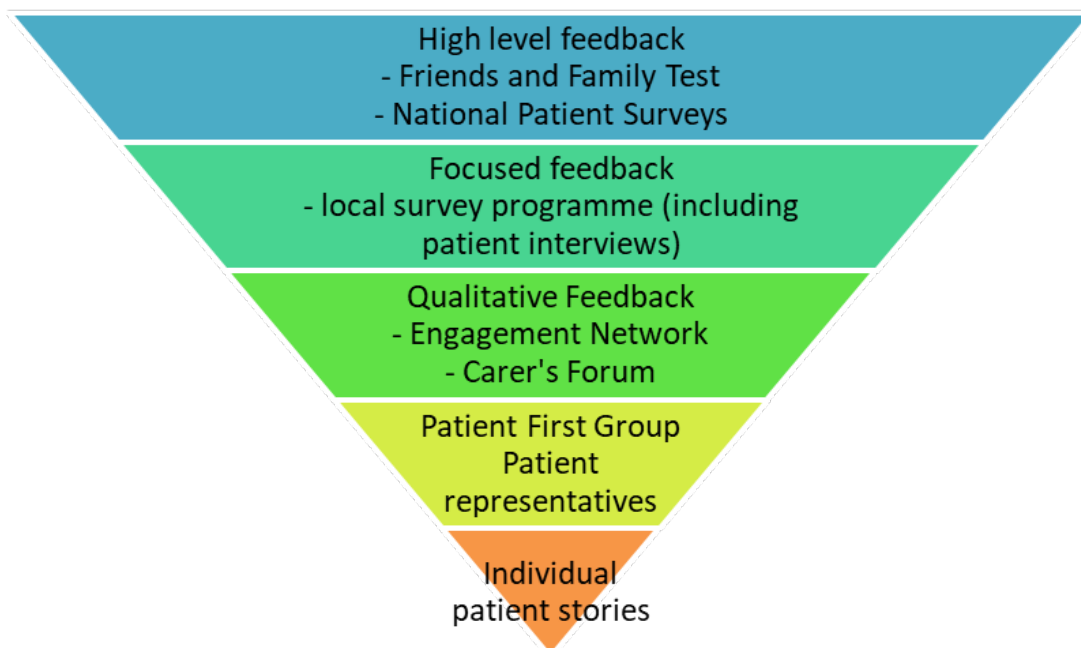 High level feedback
- Friends and Family Test
- National Patient Surveys
Focused feedback
- local survey programme (including
patient interviews)
Qualitative Feedback
- Engagement Network
- Carer's Forum
Patient First Group
Patient
representatives
Individual
patient stories